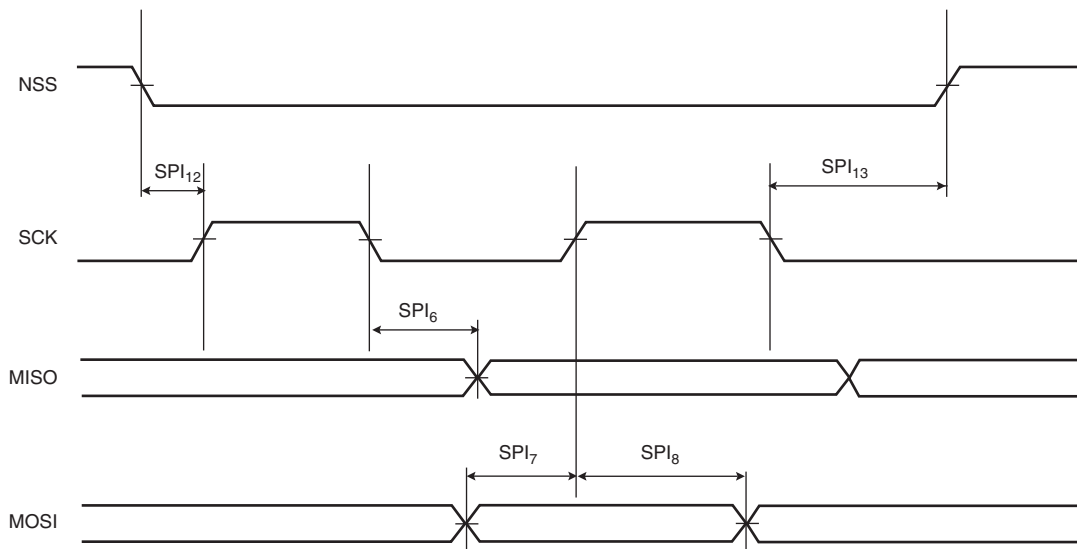 NSS
SPI₁₂
SPI₁₃
SCK
SPI₆
MISO
SPI₇
SPI₈
MOSI